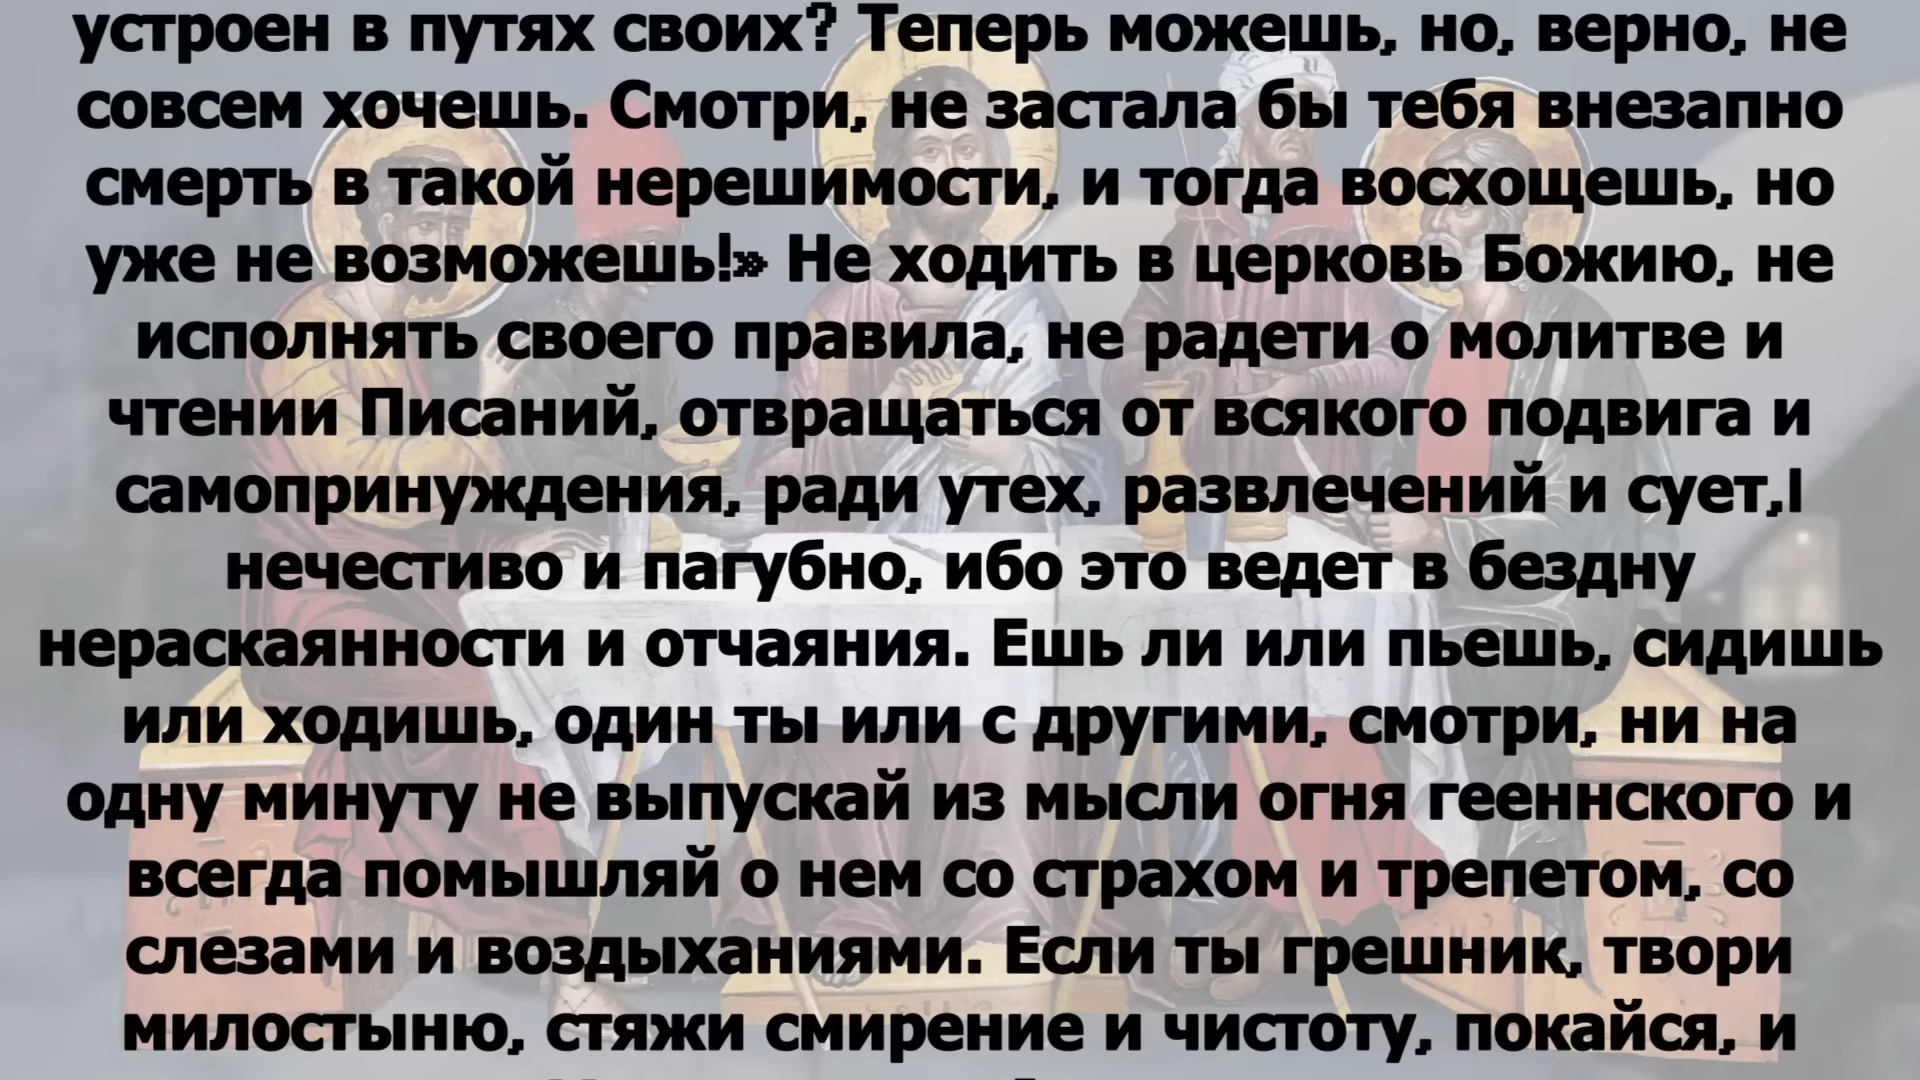 устроен в путях своих? Теперь можешь, но, верно, не
совсем хочешь. Смотри, не застала бы тебя внезапно
смерть в такой нерешимости, и тогда восхощешь, но
уже не возможешь!» Не ходить в церковь Божию, не
исполнять своего правила, не радети о молитве и
чтении Писаний, отвращаться от всякого подвига и
самопринуждения, ради утех, развлечений и сует,l
нечестиво и пагубно, ибо это ведет в бездну
нераскаянности и отчаяния. Ешь ли или пьешь, сидишь
или ходишь, один ты или с другими, смотри, ни на
одну минуту не выпускай из мысли огня гееннского и
всегда помышляй о нем со страхом и трепетом, со
слезами и воздыханиями. Если ты грешник, твори
милостыню, стяжи смирение и чистоту, покайся, и